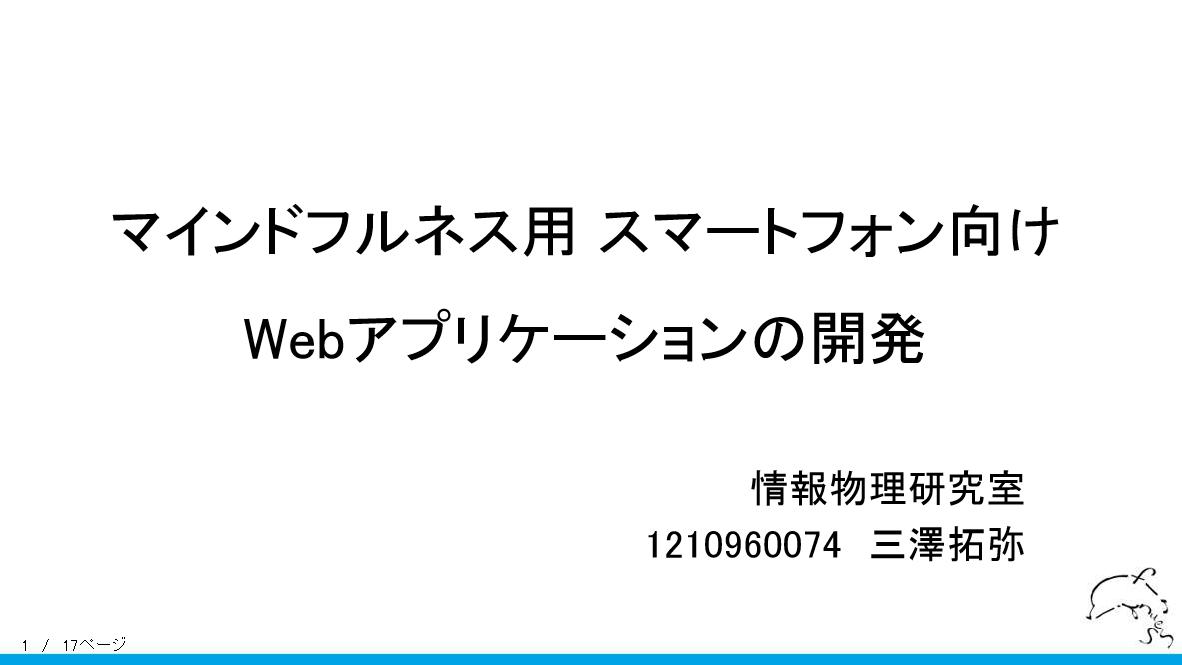 マインドフルネス用 スマートフォン向け
Webアプリケーションの開発
情報物理研究室
1210960074　三澤拓弥
1 / 17ページ